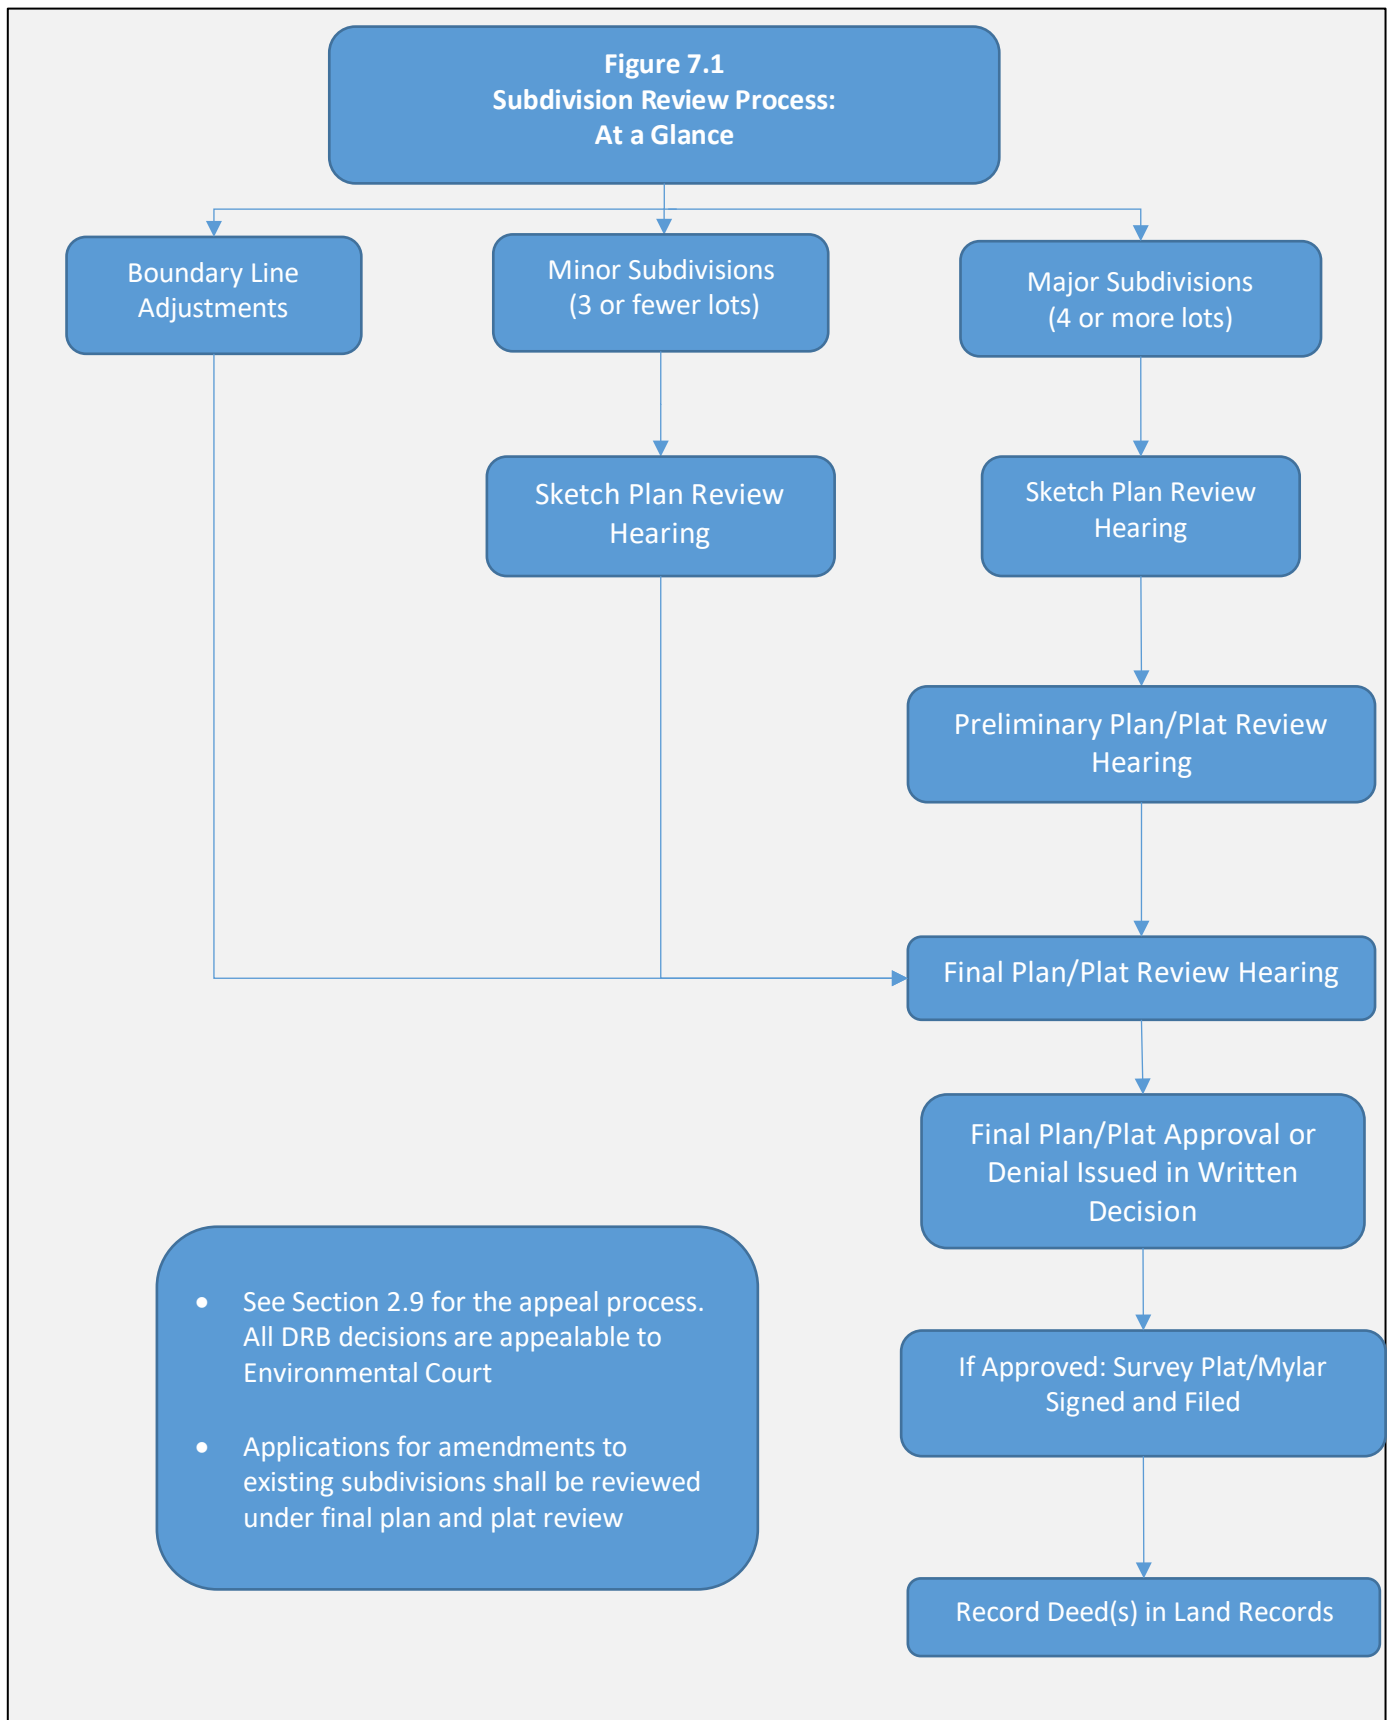 Figure 7.1
Subdivision Review Process:
At a Glance
Boundary Line
Adjustments
Minor Subdivisions
(3 or fewer lots)
Major Subdivisions
(4 or more lots)
Sketch Plan Review
Hearing
Sketch Plan Review
Hearing
Preliminary Plan/Plat Review
Hearing
Final Plan/Plat Review Hearing
Final Plan/Plat Approval or
Denial Issued in Written
Decision
• See Section 2.9 for the appeal process.
All DRB decisions are appealable to
Environmental Court
• Applications for amendments to
existing subdivisions shall be reviewed
under final plan and plat review
If Approved: Survey Plat/Mylar
Signed and Filed
Record Deed(s) in Land Records